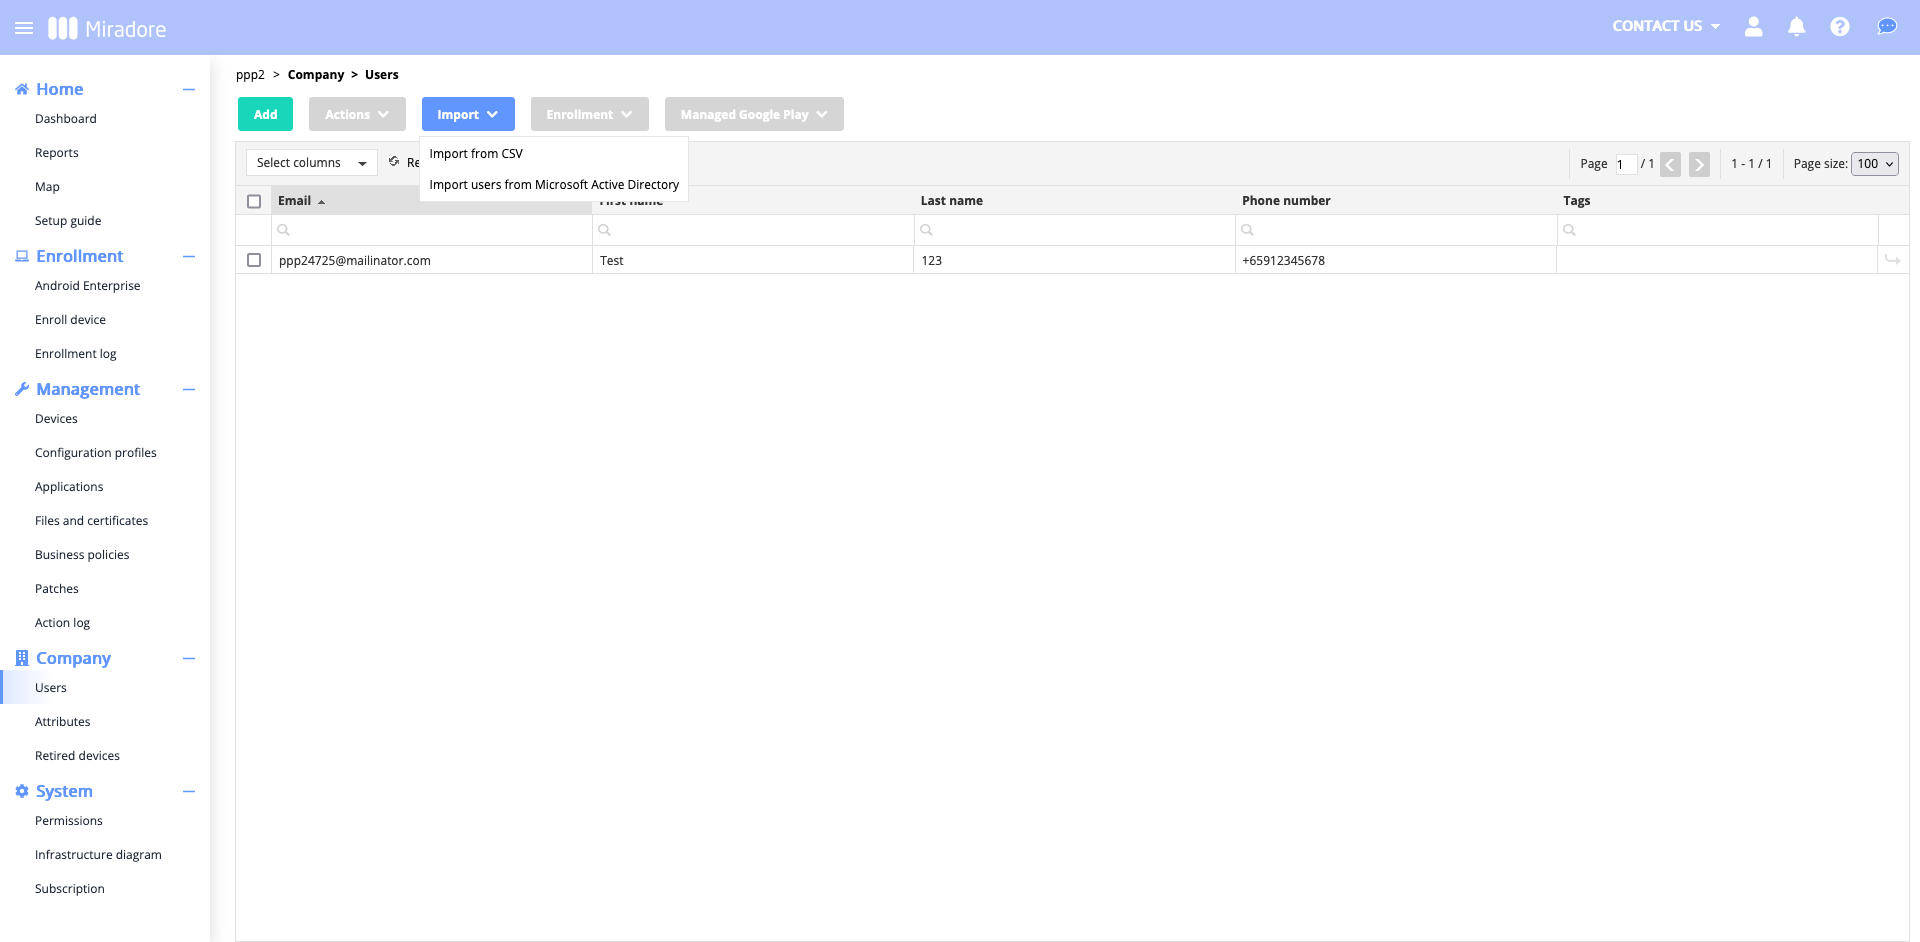 Miradore
CONTACT US
Home
Dashboard
Reports
Map
Setup guide
Enrollment
Android Enterprise
Enroll device
Enrollment log
Management
Devices
Configuration profiles
Applications
Files and certificates
Business policies
Patches
Action log
Company
Users
Attributes
Retired devices
System
Permissions
Infrastructure diagram
Subscription
ppp2 > Company > Users
Add Actions Import Enrollment Managed Google Play
Import from CSV
Import users from Microsoft Active Directory
Select columns Page 1 / 1 1 - 1 / 1 Page size: 100
Email First name Last name Phone number Tags
ppp24725@mailinator.com Test 123 +65912345678